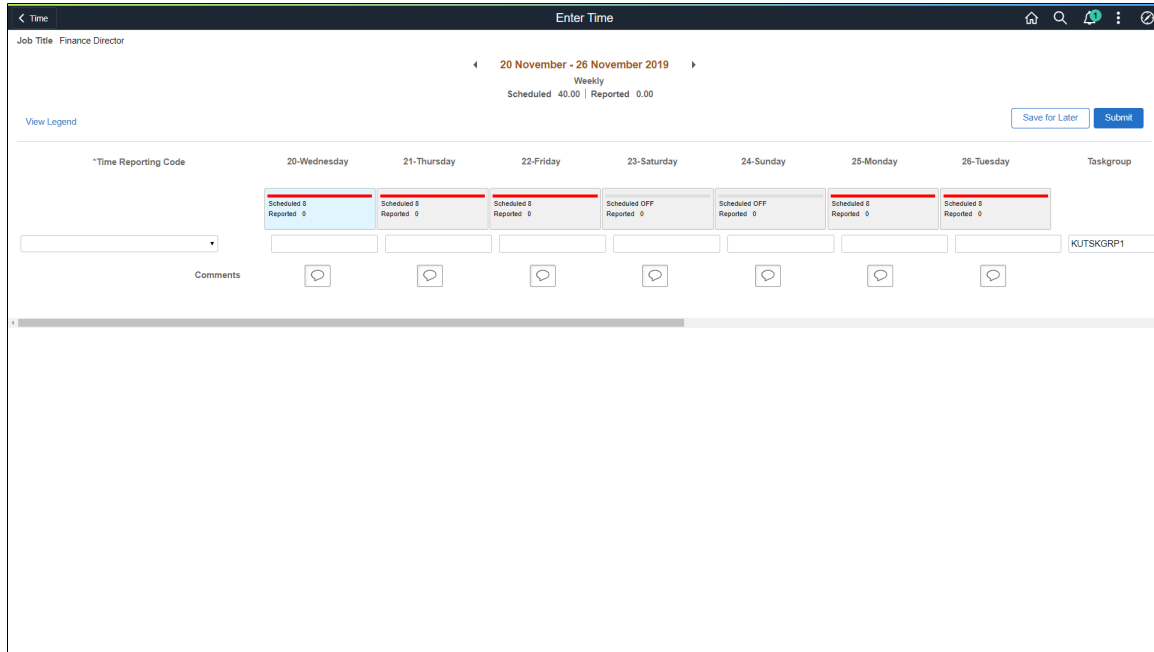 Time
Enter Time
1
Job Title Finance Director
20 November - 26 November 2019
Weekly
Scheduled 40.00 | Reported 0.00
View Legend
Save for Later
Submit
*Time Reporting Code 20-Wednesday 21-Thursday 22-Friday 23-Saturday 24-Sunday 25-Monday 26-Tuesday Taskgroup
Scheduled 8 Scheduled 8 Scheduled 8 Scheduled OFF Scheduled OFF Scheduled 8 Scheduled 8
Reported 0 Reported 0 Reported 0 Reported 0 Reported 0 Reported 0 Reported 0
KUTSKGRP1
Comments